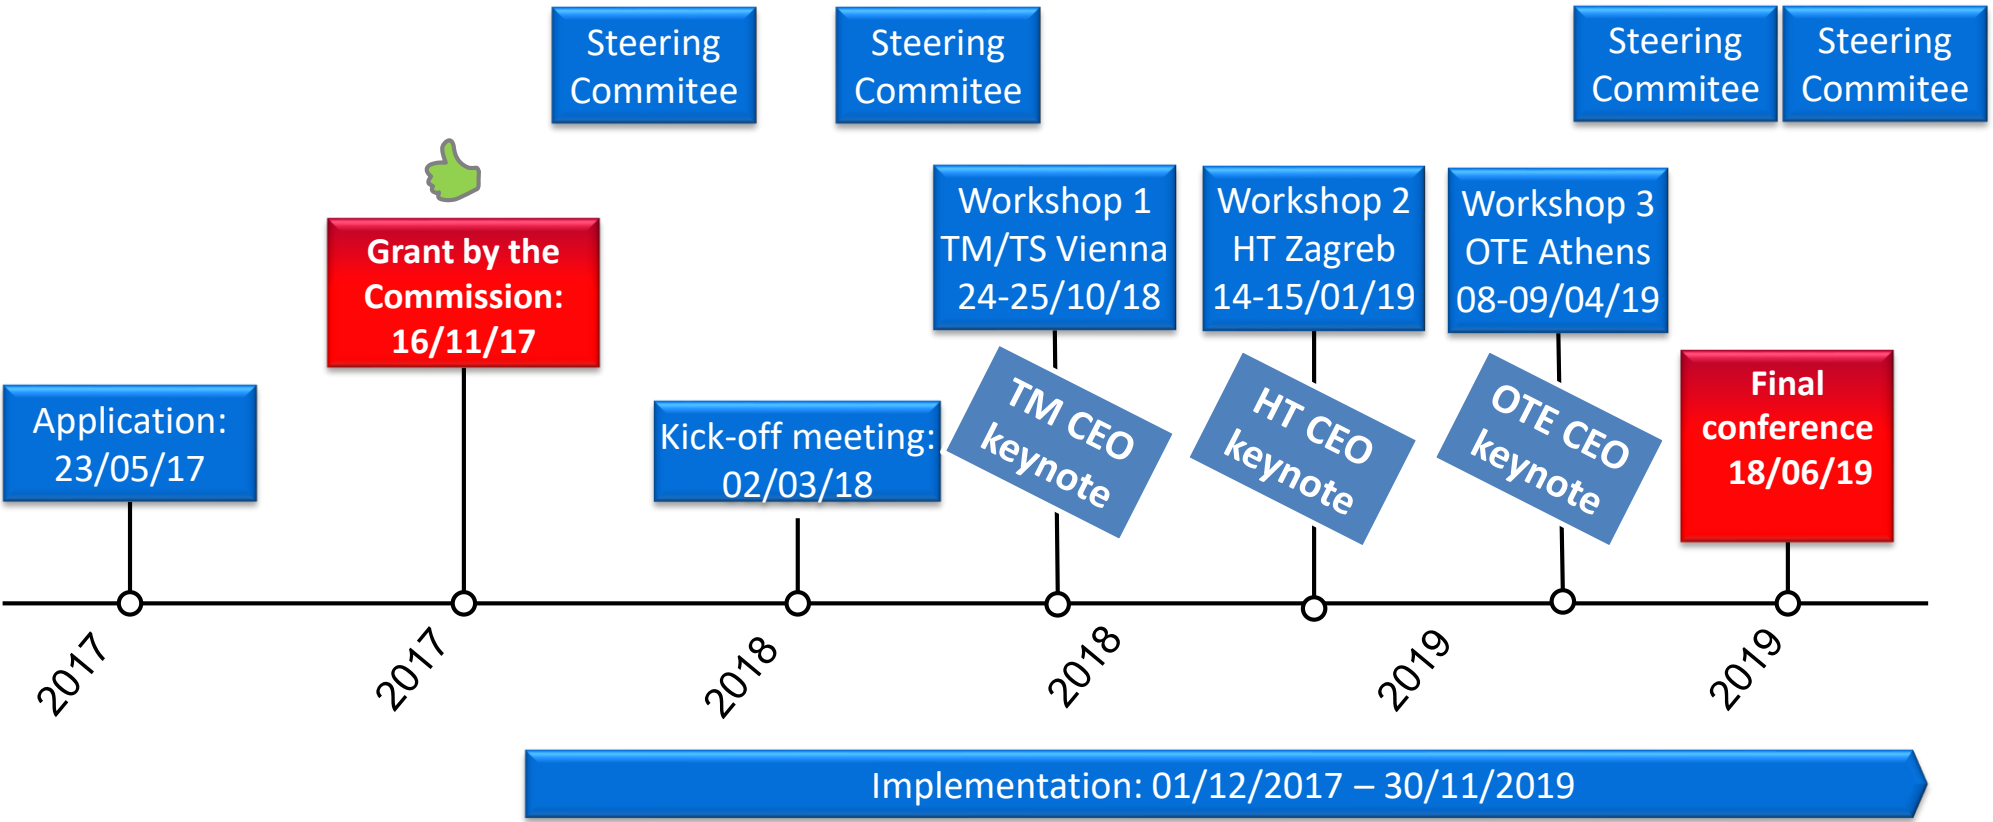 Steering
Commitee
Steering
Commitee
Steering
Commitee
Steering
Commitee
Grant by the
Commission:
16/11/17
Workshop 1
TM/TS Vienna
24-25/10/18
Workshop 2
HT Zagreb
14-15/01/19
Workshop 3
OTE Athens
08-09/04/19
Application:
23/05/17
Kick-off meeting:
02/03/18
TM CEO
keynote
HT CEO
keynote
OTE CEO
keynote
Final
conference
18/06/19
2017
2017
2018
2018
2019
2019
Implementation: 01/12/2017 – 30/11/2019